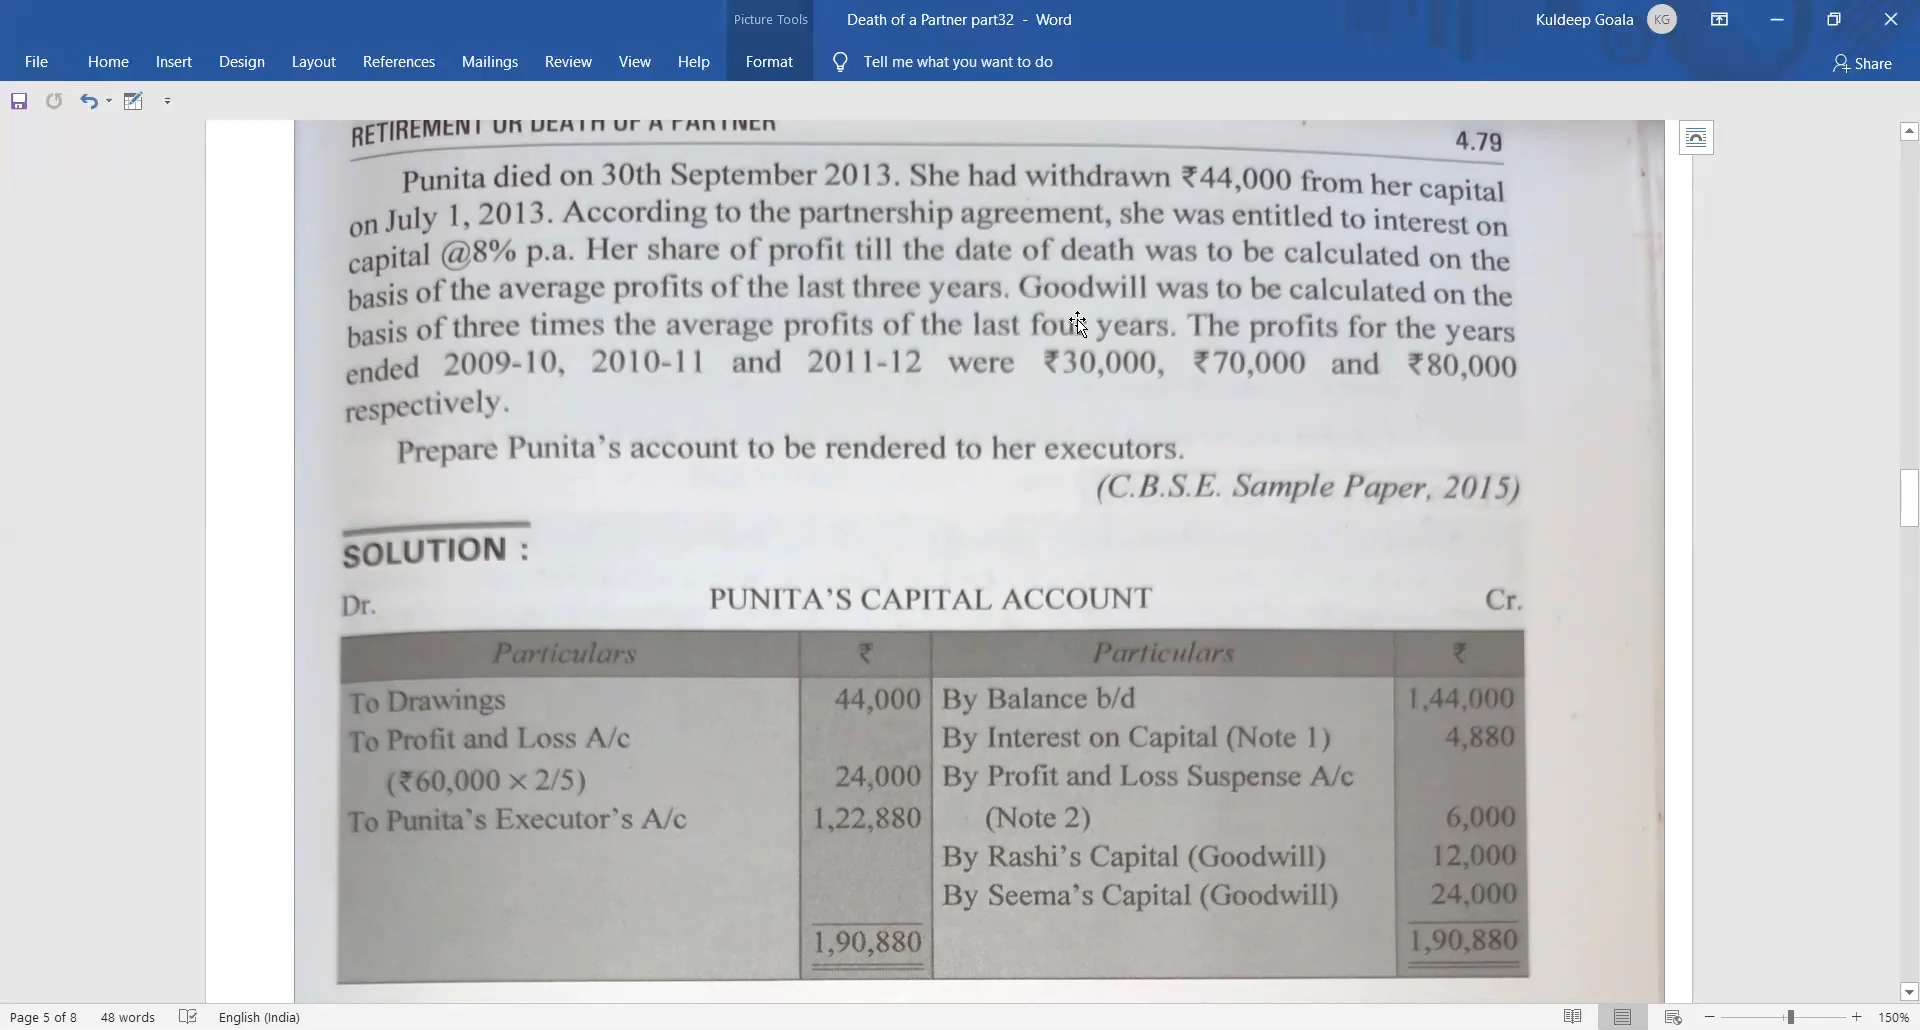 Picture Tools
Death of a Partner part32 - Word
Kuldeep Goala KG
File Home Insert Design Layout References Mailings Review View Help Format Tell me what you want to do Share
RETIREMENT OR DEATH OF A PARTNER 4.79
Punita died on 30th September 2013. She had withdrawn ₹44,000 from her capital
on July 1, 2013. According to the partnership agreement, she was entitled to interest on
capital @8% p.a. Her share of profit till the date of death was to be calculated on the
basis of the average profits of the last three years. Goodwill was to be calculated on the
basis of three times the average profits of the last four years. The profits for the years
ended 2009-10, 2010-11 and 2011-12 were ₹30,000, ₹70,000 and ₹80,000
respectively.
Prepare Punita's account to be rendered to her executors.
(C.B.S.E. Sample Paper, 2015)
SOLUTION :
Dr. PUNITA'S CAPITAL ACCOUNT Cr.
Particulars ₹ Particulars ₹
To Drawings 44,000 By Balance b/d 1,44,000
To Profit and Loss A/c By Interest on Capital (Note 1) 4,880
(₹60,000 × 2/5) 24,000 By Profit and Loss Suspense A/c
To Punita's Executor's A/c 1,22,880 (Note 2) 6,000
By Rashi's Capital (Goodwill) 12,000
By Seema's Capital (Goodwill) 24,000
1,90,880 1,90,880
Page 5 of 8 48 words English (India) 150%